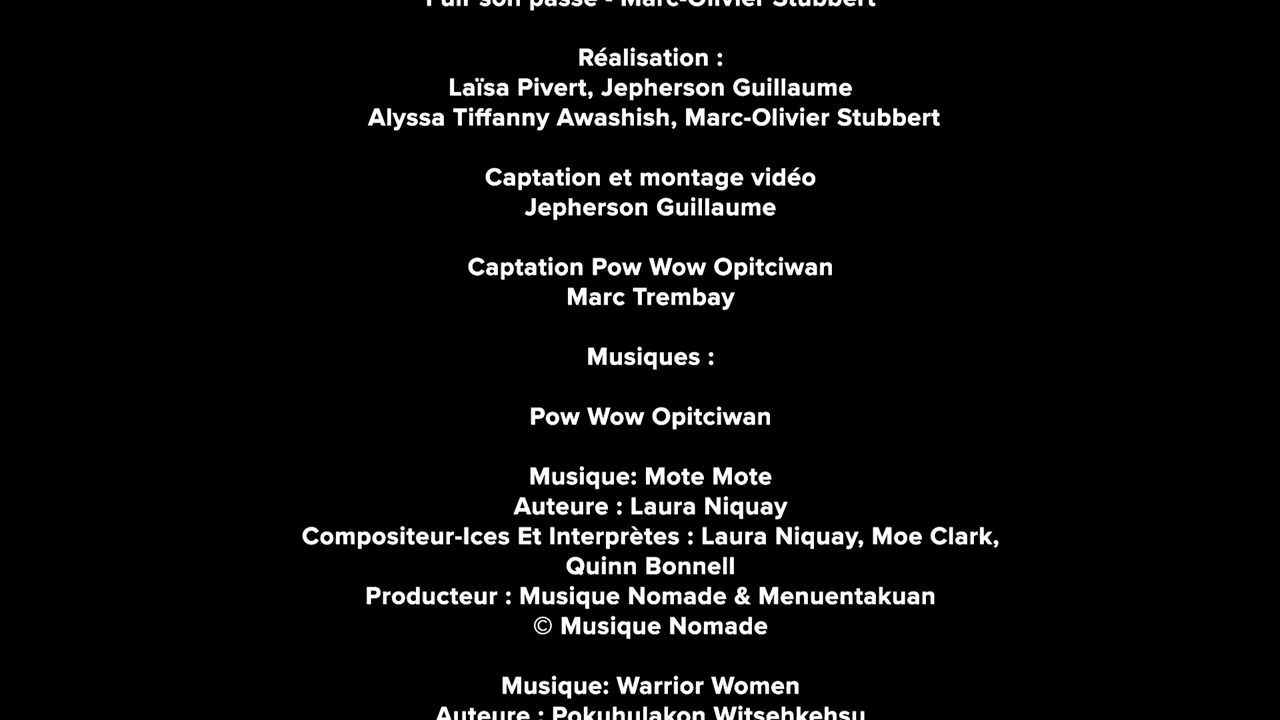 Fuir son passé - Marc-Olivier Stubbert
Réalisation :
Laïsa Pivert, Jepherson Guillaume
Alyssa Tiffanny Awashish, Marc-Olivier Stubbert
Captation et montage vidéo
Jepherson Guillaume
Captation Pow Wow Opitciwan
Marc Trembay
Musiques :
Pow Wow Opitciwan
Musique: Mote Mote
Auteure : Laura Niquay
Compositeur-Ices Et Interprètes : Laura Niquay, Moe Clark,
Quinn Bonnell
Producteur : Musique Nomade & Menuentakuan
© Musique Nomade
Musique: Warrior Women
Auteure : Pokuhulakon Witsehkehsu